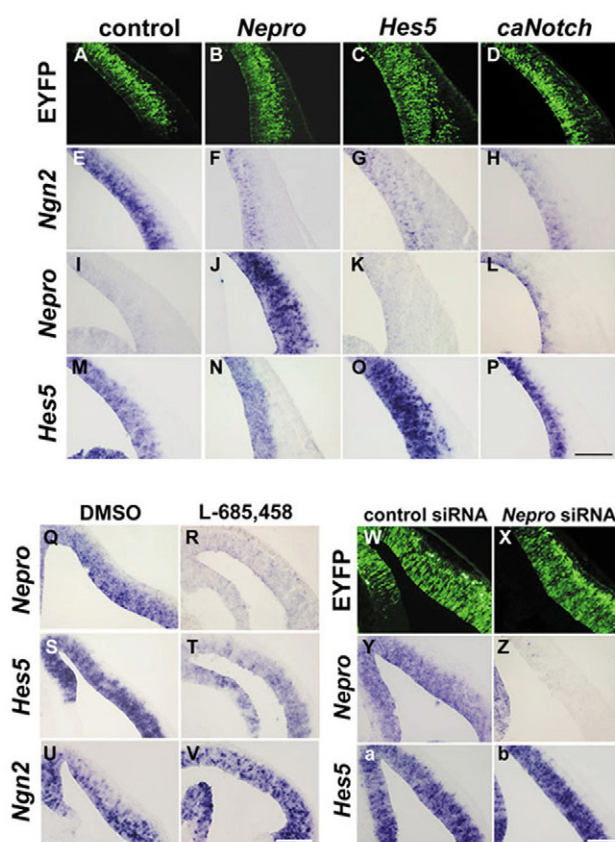 control Nepro Hes5 caNotch
EYFP A B C D
Ngn2 E F G H
Nepro I J K L
Hes5 M N O P
DMSO L-685,458
Nepro Q R
Hes5 S T
Ngn2 U V
control siRNA Nepro siRNA
EYFP W X
Nepro Y Z
Hes5 a b